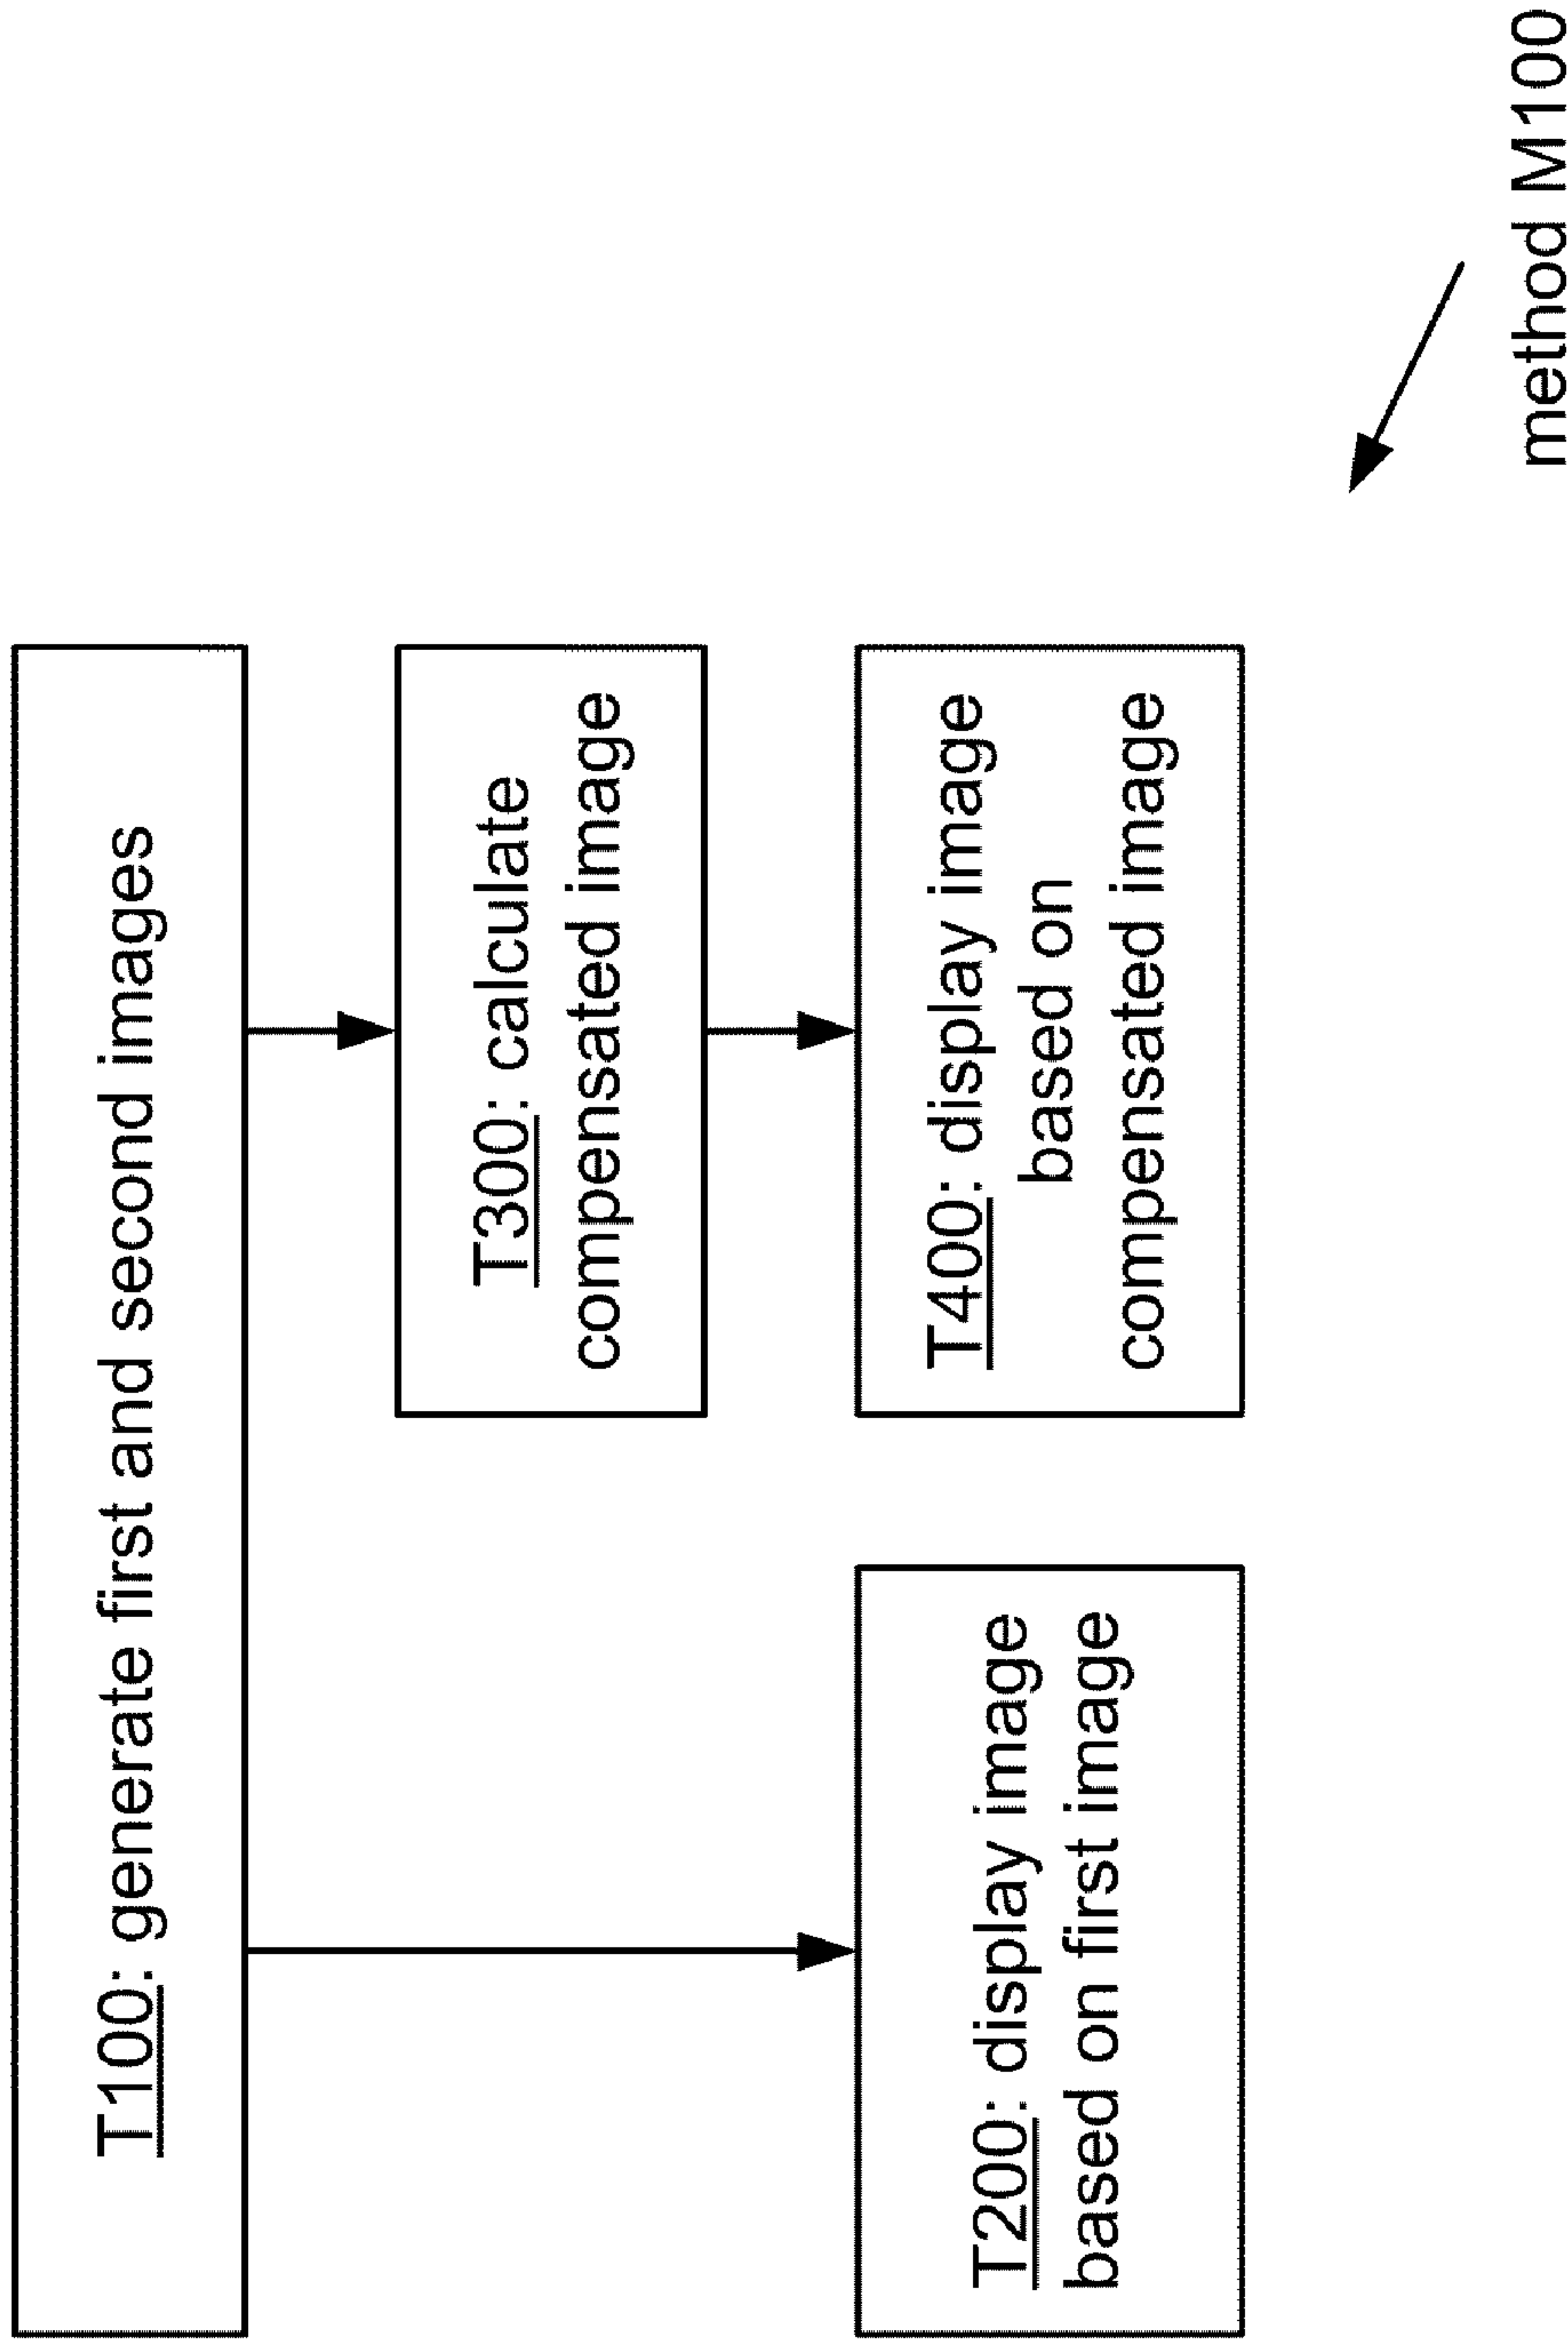 T100: generate first and second images
T300: calculate
compensated image
T200: display image
based on first image
T400: display image
based on
compensated image
method M100